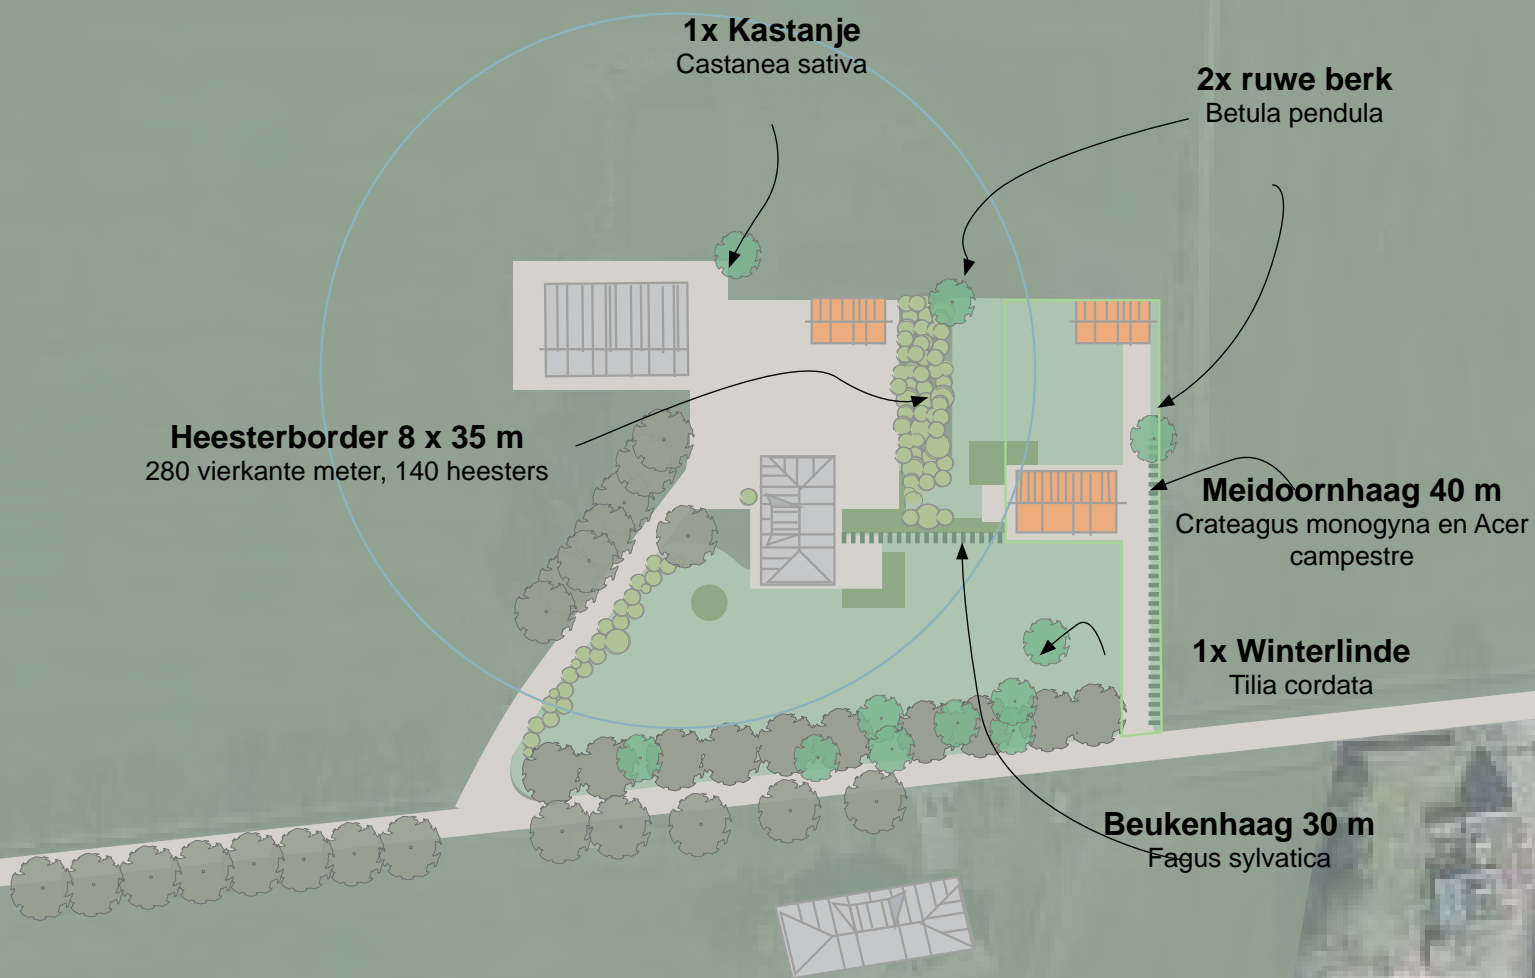 1x Kastanje
Castanea sativa
2x ruwe berk
Betula pendula
Heesterborder 8 x 35 m
280 vierkante meter, 140 heesters
Meidoornhaag 40 m
Crateagus monogyna en Acer
campestre
1x Winterlinde
Tilia cordata
Beukenhaag 30 m
Fagus sylvatica